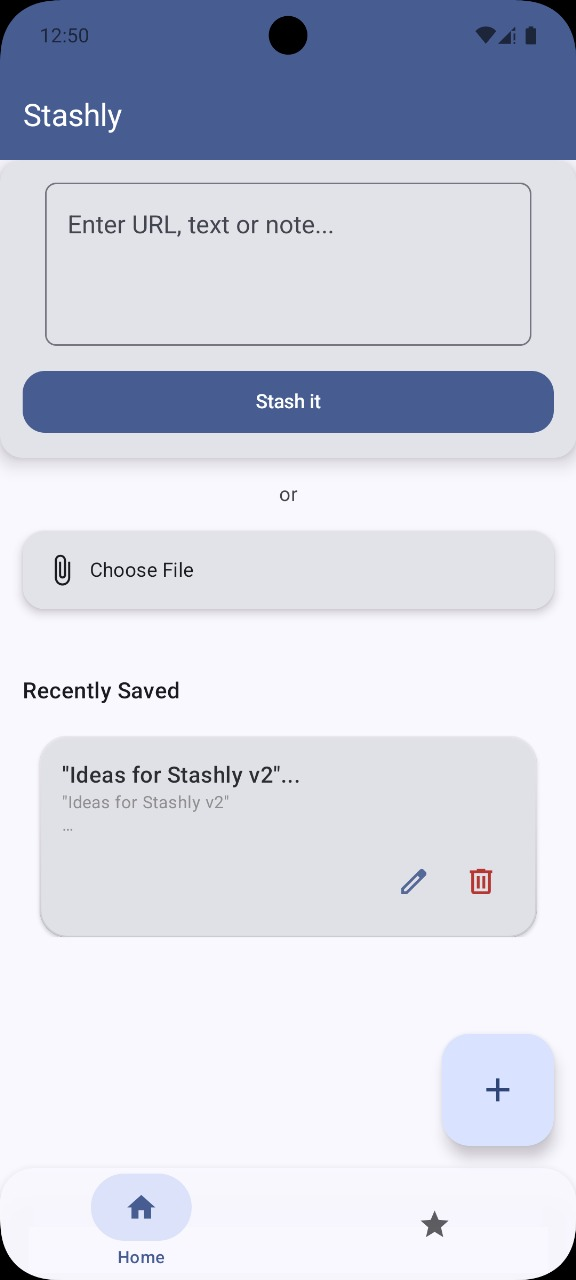 12:50
Stashly
Enter URL, text or note...
Stash it
or
Choose File
Recently Saved
"Ideas for Stashly v2"...
"Ideas for Stashly v2"
...
Home